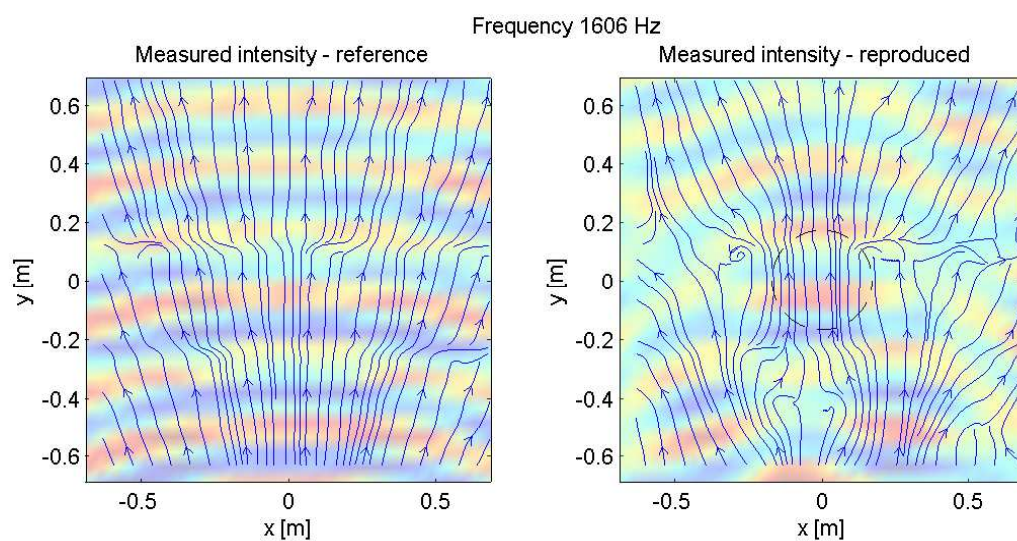 Frequency 1606 Hz
Measured intensity - reference
Measured intensity - reproduced
0.6
0.4
0.2
0
-0.2
-0.4
-0.6
y [m]
-0.5
0
0.5
x [m]
0.6
0.4
0.2
0
-0.2
-0.4
-0.6
y [m]
-0.5
0
0.5
x [m]